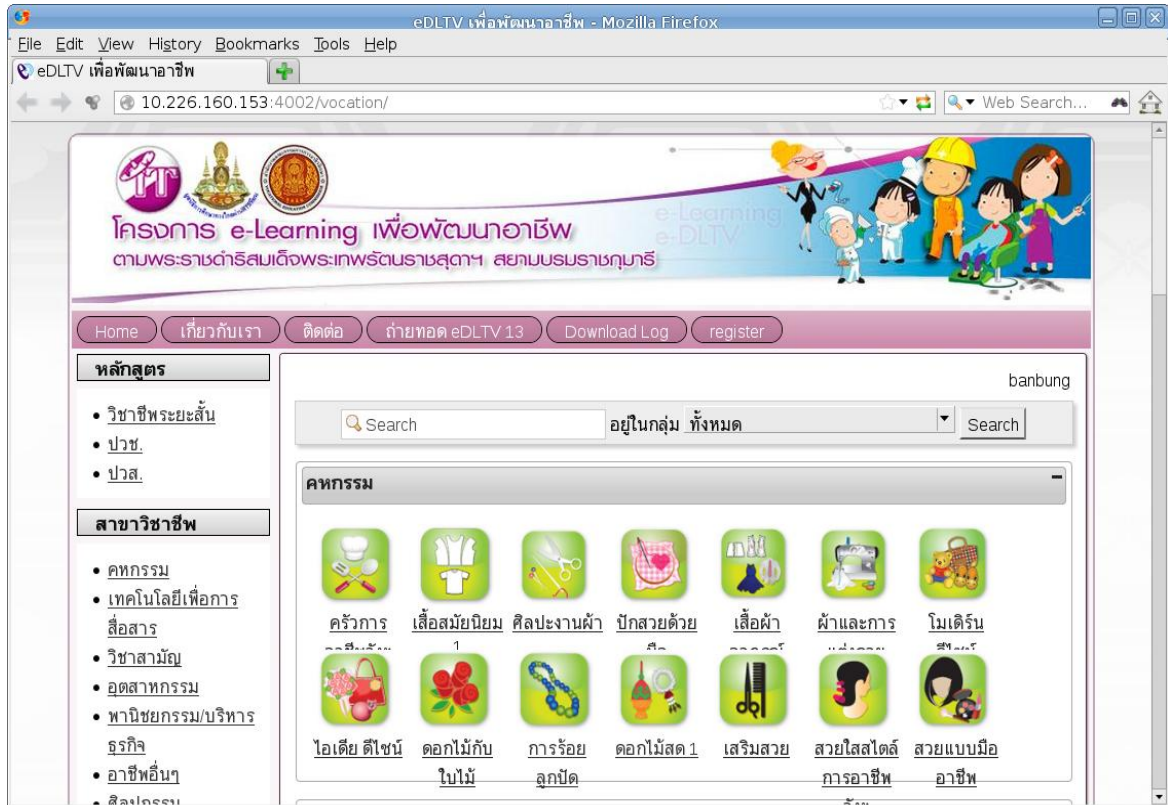 eDLTV เพื่อพัฒนาอาชีพ - Mozilla Firefox
File Edit View History Bookmarks Tools Help
eDLTV เพื่อพัฒนาอาชีพ
10.226.160.153:4002/vocation/
Web Search...
โครงการ e-Learning เพื่อพัฒนาอาชีพ
ตามพระราชดำริสมเด็จพระเทพรัตนราชสุดาฯ สยามบรมราชกุมารี
e-Learning
e-DLTV
Home เกี่ยวกับเรา ติดต่อ ถ่ายทอด eDLTV 13 Download Log register
หลักสูตร
วิชาชีพระยะสั้น
ปวช.
ปวส.
สาขาวิชาชีพ
คหกรรม
เทคโนโลยีเพื่อการ
สื่อสาร
วิชาสามัญ
อุตสาหกรรม
พานิชยกรรม/บริหาร
ธุรกิจ
อาชีพอื่นๆ
ศิลปกรรม
banbung
Search อยู่ในกลุ่ม ทั้งหมด Search
คหกรรม
ครัวการ เสื้อสมัยนิยม ศิลปะงานผ้า ปักสวยด้วย เสื้อผ้า ผ้าและการ โมเดิร์น
1 มือ ดีไซน์
ไอเดีย ดีไซน์ ดอกไม้กับ การร้อย ดอกไม้สด 1 เสริมสวย สวยใสสไตล์ สวยแบบมือ
ใบไม้ ลูกปัด การอาชีพ อาชีพ